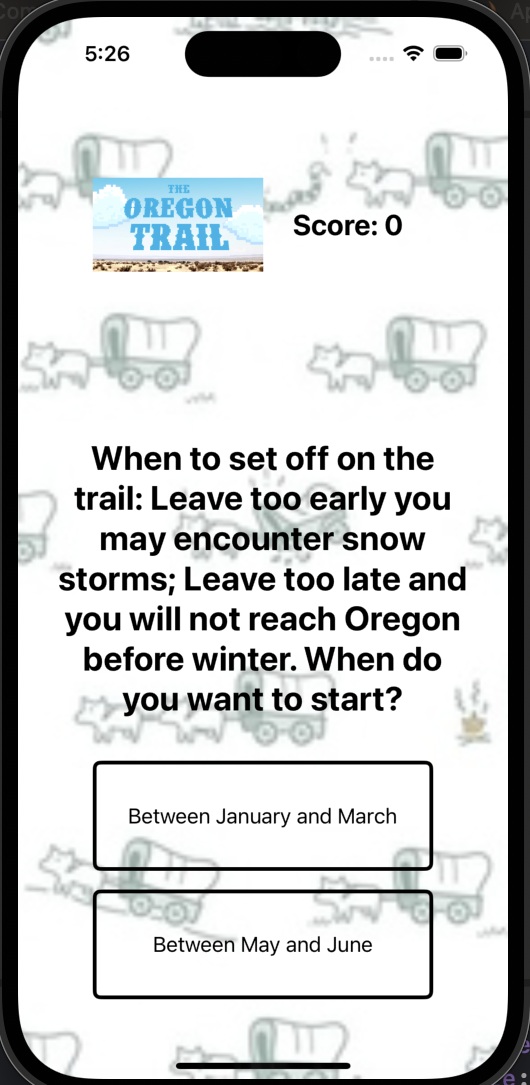 5:26
THE
OREGON
TRAIL
Score: 0
When to set off on the
trail: Leave too early you
may encounter snow
storms; Leave too late and
you will not reach Oregon
before winter. When do
you want to start?
Between January and March
Between May and June